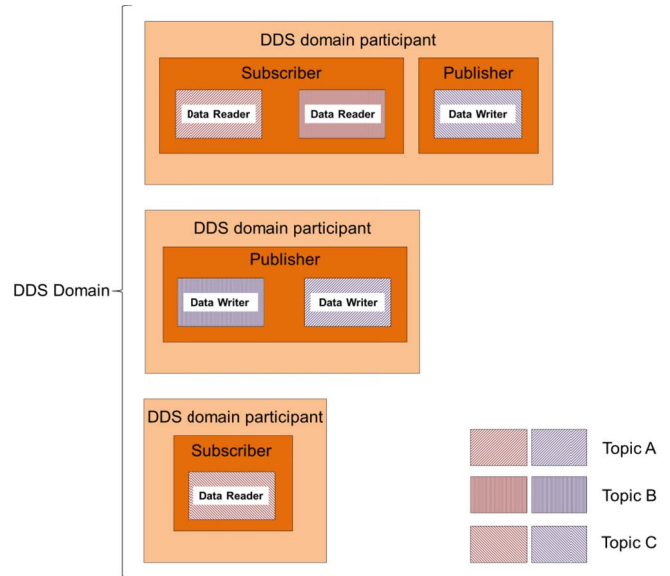 DDS domain participant
Subscriber
Publisher
Data Reader
Data Reader
Data Writer
DDS domain participant
Publisher
Data Writer
Data Writer
DDS Domain
DDS domain participant
Subscriber
Data Reader
Topic A
Topic B
Topic C